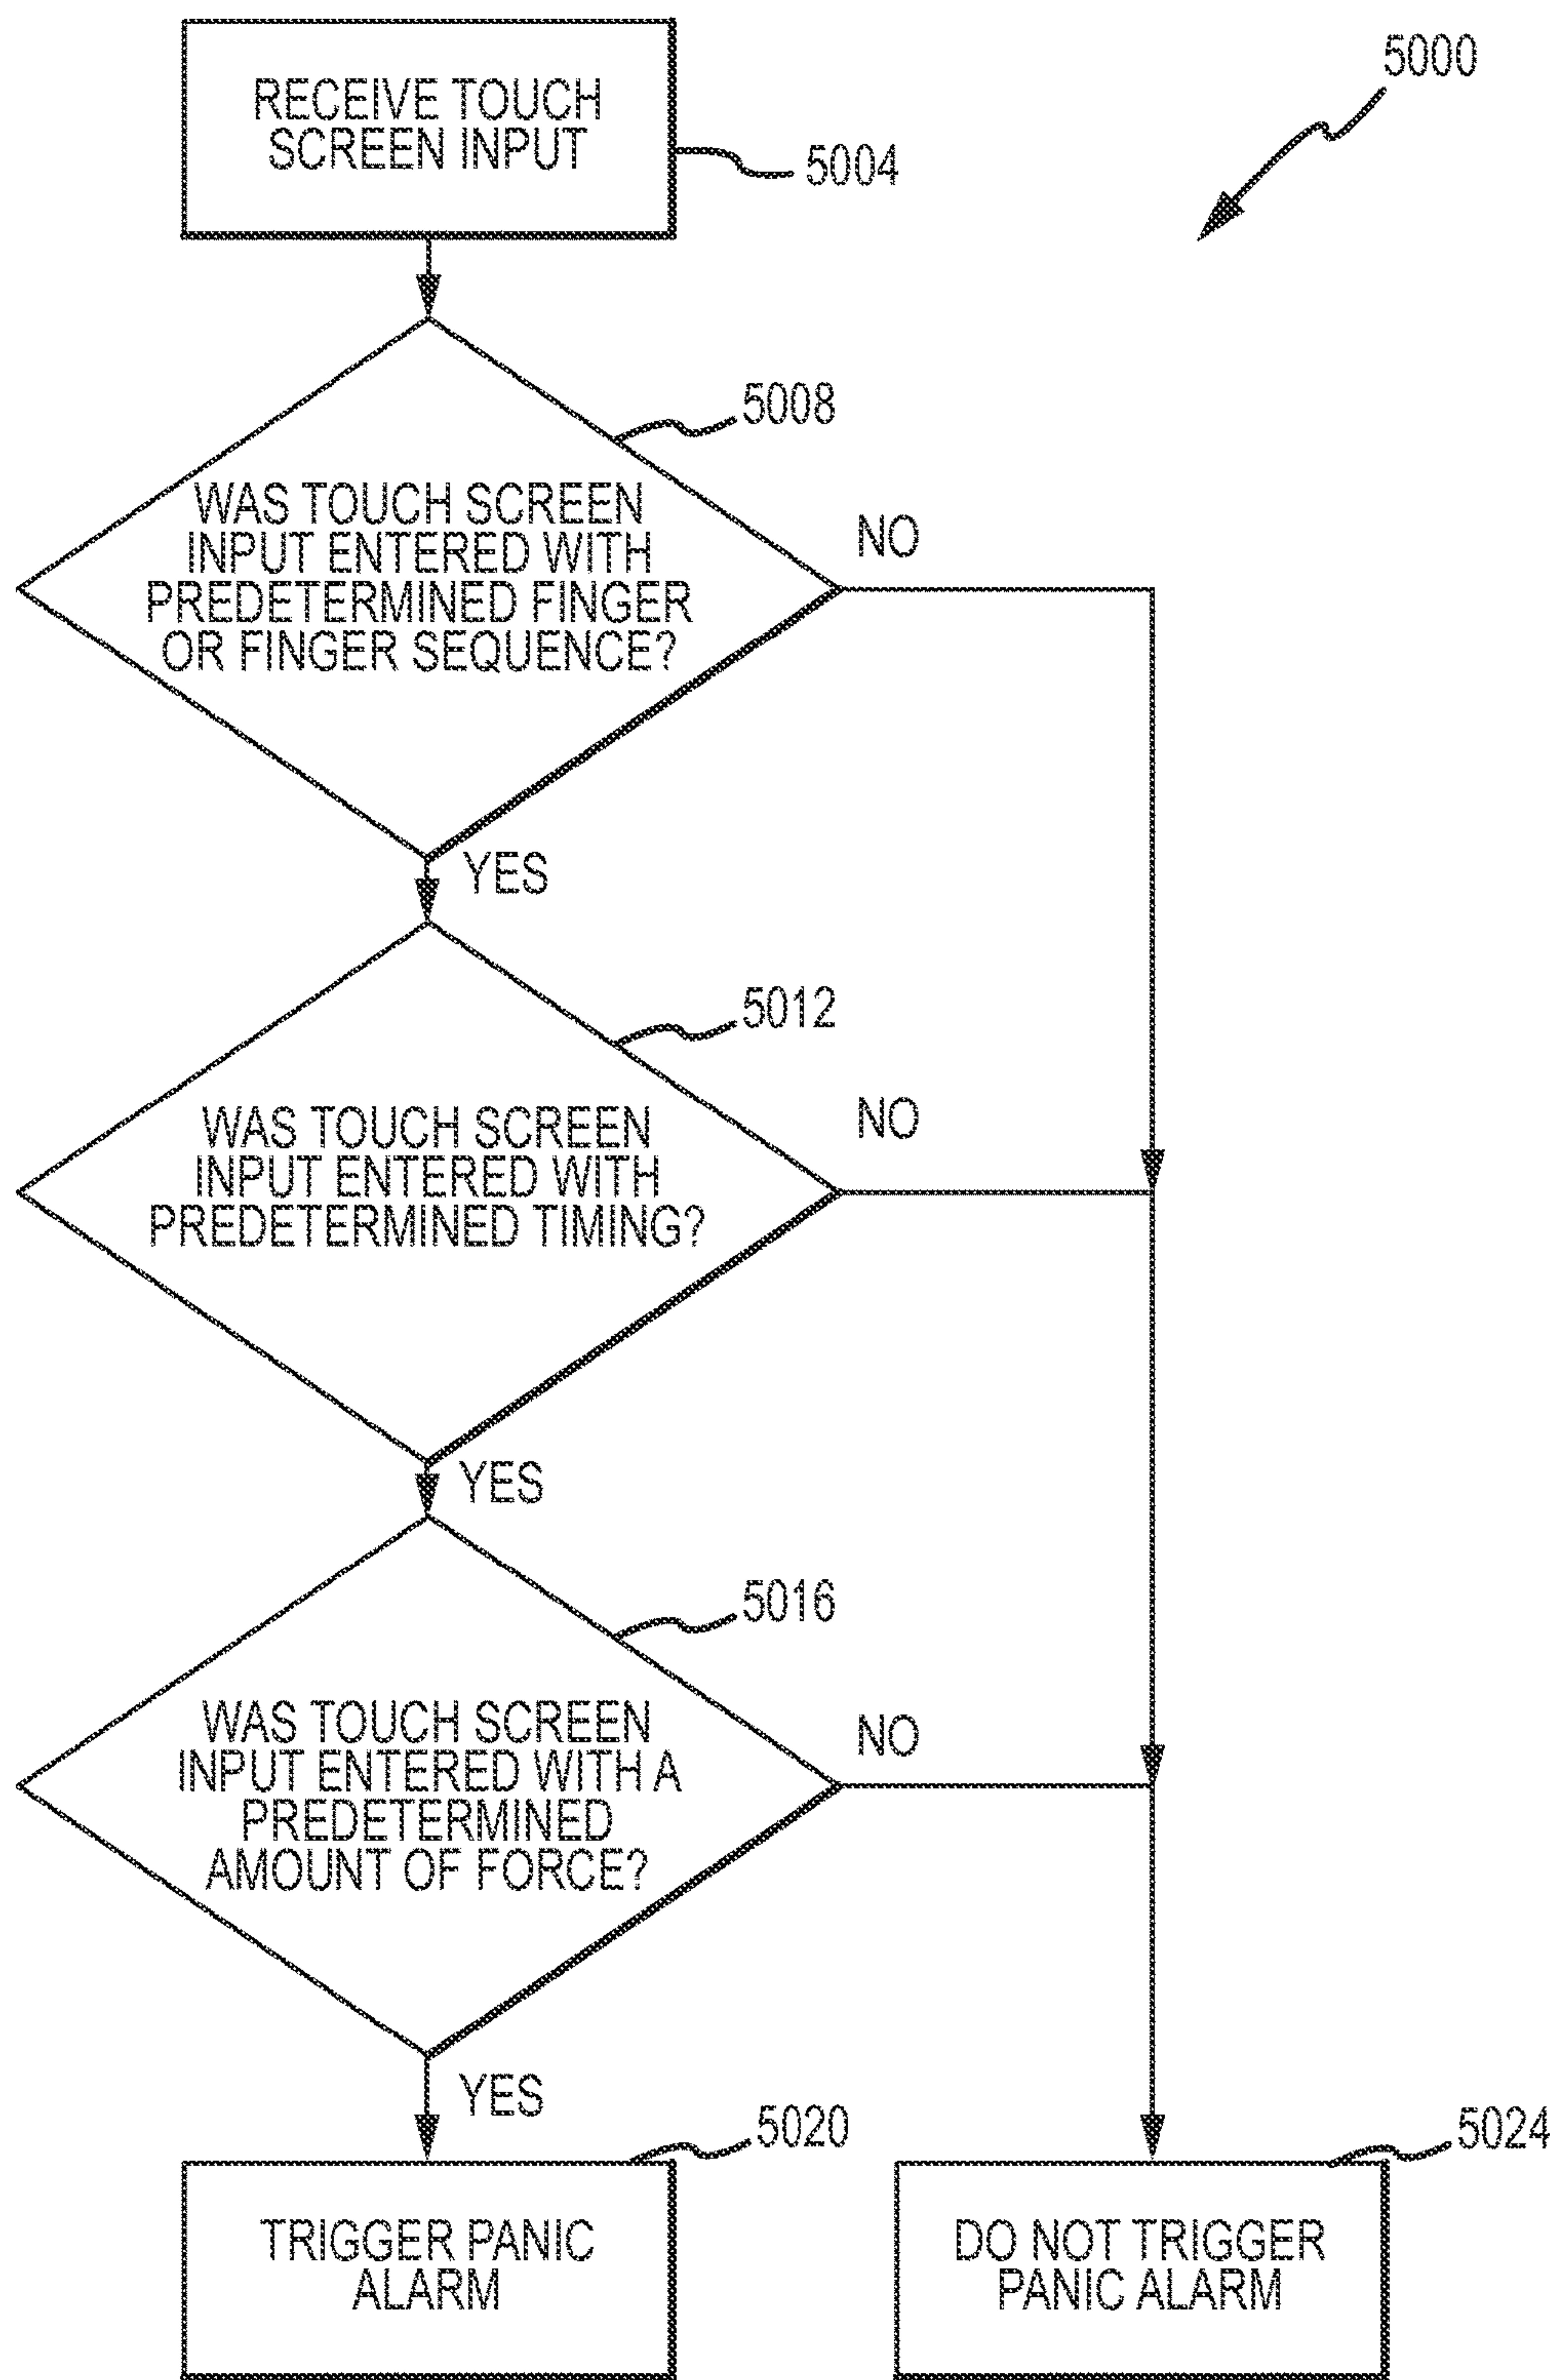 5000
RECEIVE TOUCH
SCREEN INPUT
5004
5008
WAS TOUCH SCREEN
INPUT ENTERED WITH
PREDETERMINED FINGER
OR FINGER SEQUENCE?
NO
YES
5012
WAS TOUCH SCREEN
INPUT ENTERED WITH
PREDETERMINED TIMING?
NO
YES
5016
WAS TOUCH SCREEN
INPUT ENTERED WITH A
PREDETERMINED
AMOUNT OF FORCE?
NO
YES
5020
TRIGGER PANIC
ALARM
5024
DO NOT TRIGGER
PANIC ALARM